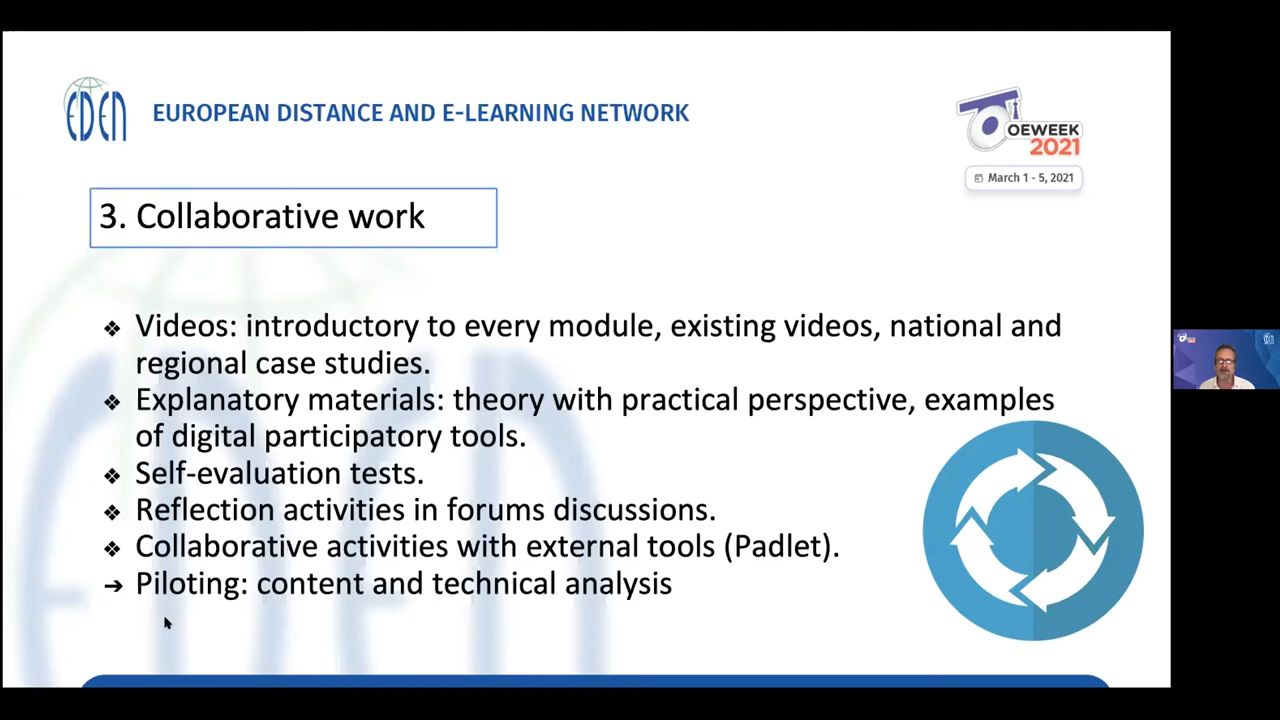 EDEN
EUROPEAN DISTANCE AND E-LEARNING NETWORK
OEWEEK
2021
March 1 - 5, 2021
3. Collaborative work
❖ Videos: introductory to every module, existing videos, national and
regional case studies.
❖ Explanatory materials: theory with practical perspective, examples
of digital participatory tools.
❖ Self-evaluation tests.
❖ Reflection activities in forums discussions.
❖ Collaborative activities with external tools (Padlet).
➔ Piloting: content and technical analysis